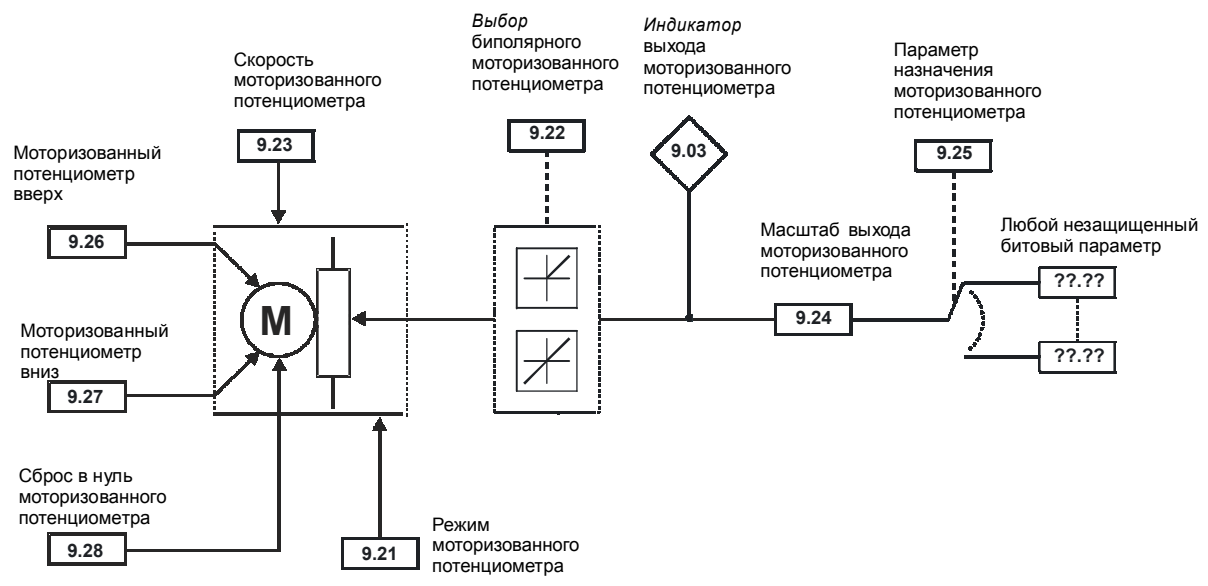 Выбор
биполярного
моторизованного
потенциометра
9.22
Индикатор
выхода
моторизованного
потенциометра
9.03
Скорость
моторизованного
потенциометра
9.23
Параметр
назначения
моторизованного
потенциометра
9.25
Моторизованный
потенциометр
вверх
9.26
M
Моторизованный
потенциометр
вниз
9.27
Масштаб выхода
моторизованного
потенциометра
9.24
Любой незащищенный
битовый параметр
??.??
??.??
Сброс в нуль
моторизованного
потенциометра
9.28
9.21
Режим
моторизованного
потенциометра